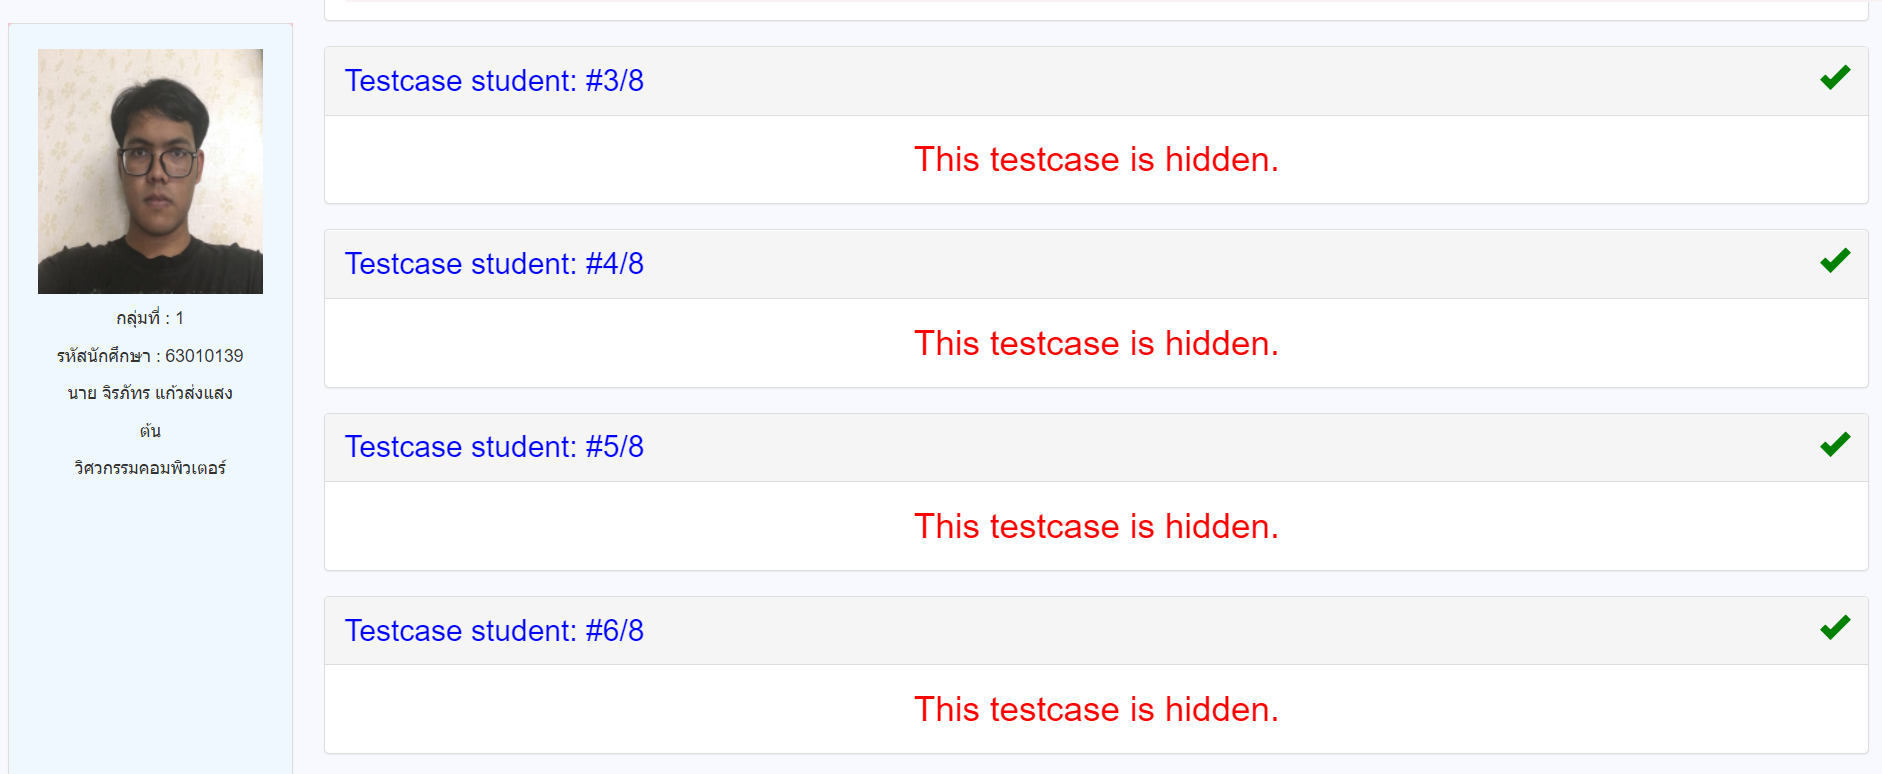 กลุ่มที่ : 1
รหัสนักศึกษา : 63010139
นาย จิรภัทร แก้วส่งแสง
ต้น
วิศวกรรมคอมพิวเตอร์
Testcase student: #3/8
This testcase is hidden.
Testcase student: #4/8
This testcase is hidden.
Testcase student: #5/8
This testcase is hidden.
Testcase student: #6/8
This testcase is hidden.